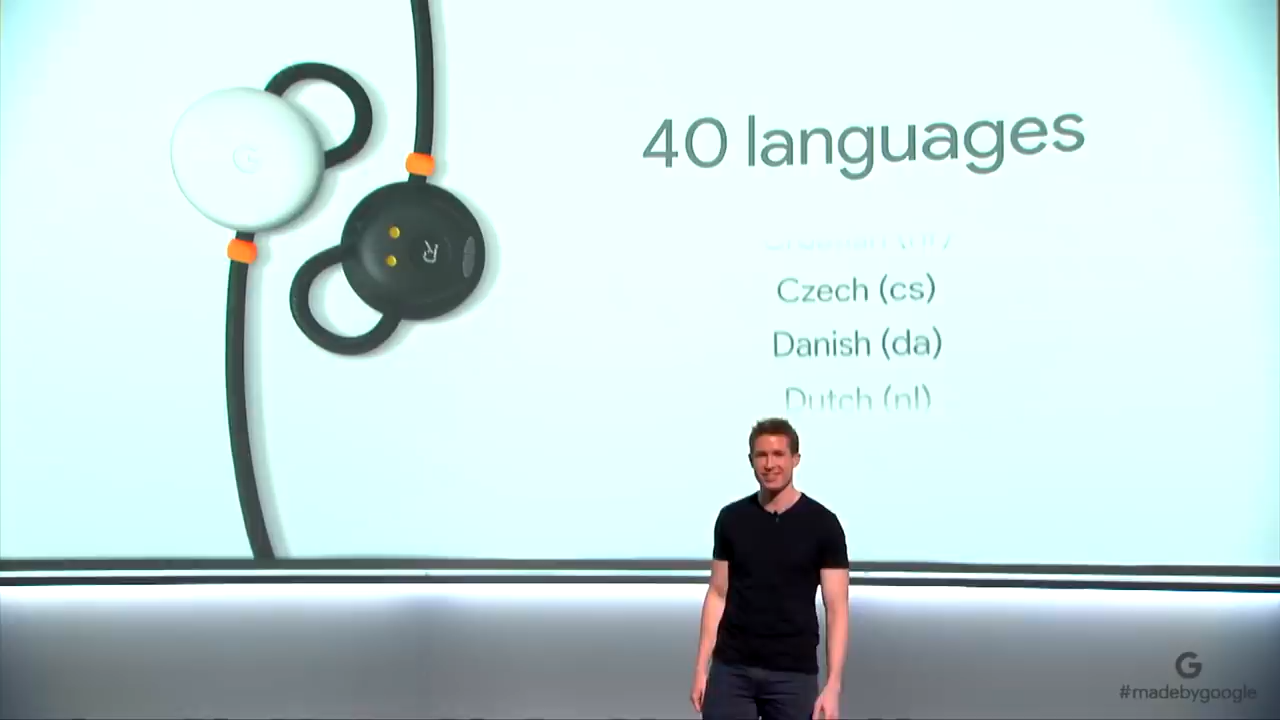 40 languages
Czech (cs)
Danish (da)
Dutch (nl)
R
G
#madebygoogle